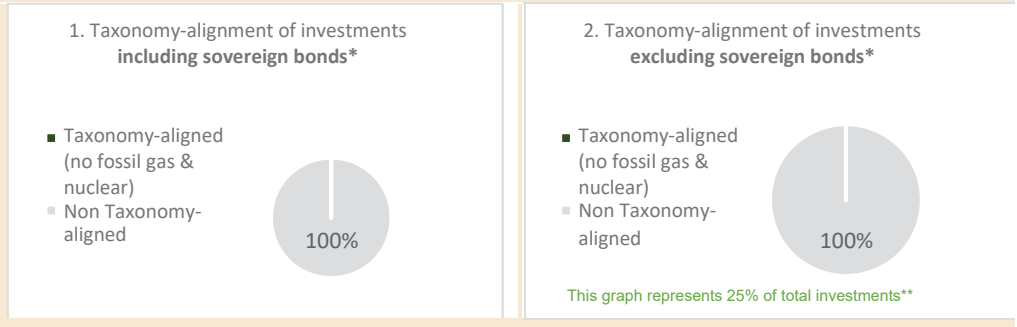 1. Taxonomy-alignment of investments
including sovereign bonds*
Taxonomy-aligned
(no fossil gas &
nuclear)
Non Taxonomy-
aligned
100%
2. Taxonomy-alignment of investments
excluding sovereign bonds*
Taxonomy-aligned
(no fossil gas &
nuclear)
Non Taxonomy-
aligned
100%
This graph represents 25% of total investments**